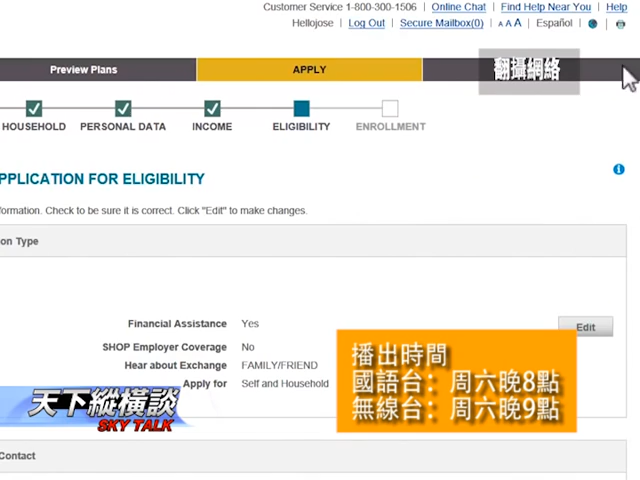 Customer Service 1-800-300-1506 | Online Chat | Find Help Near You | Help
Hellojose | Log Out | Secure Mailbox(0) | A A A | Español
Preview Plans
APPLY
翻攝網絡
HOUSEHOLD
PERSONAL DATA
INCOME
ELIGIBILITY
ENROLLMENT
PPLICATION FOR ELIGIBILITY
formation. Check to be sure it is correct. Click "Edit" to make changes.
on Type
Financial Assistance Yes
Edit
SHOP Employer Coverage No
Hear about Exchange FAMILY/FRIEND
Apply for Self and Household
播出時間
國語台：周六晚8點
無線台：周六晚9點
天下縱橫談
SKY TALK
Contact